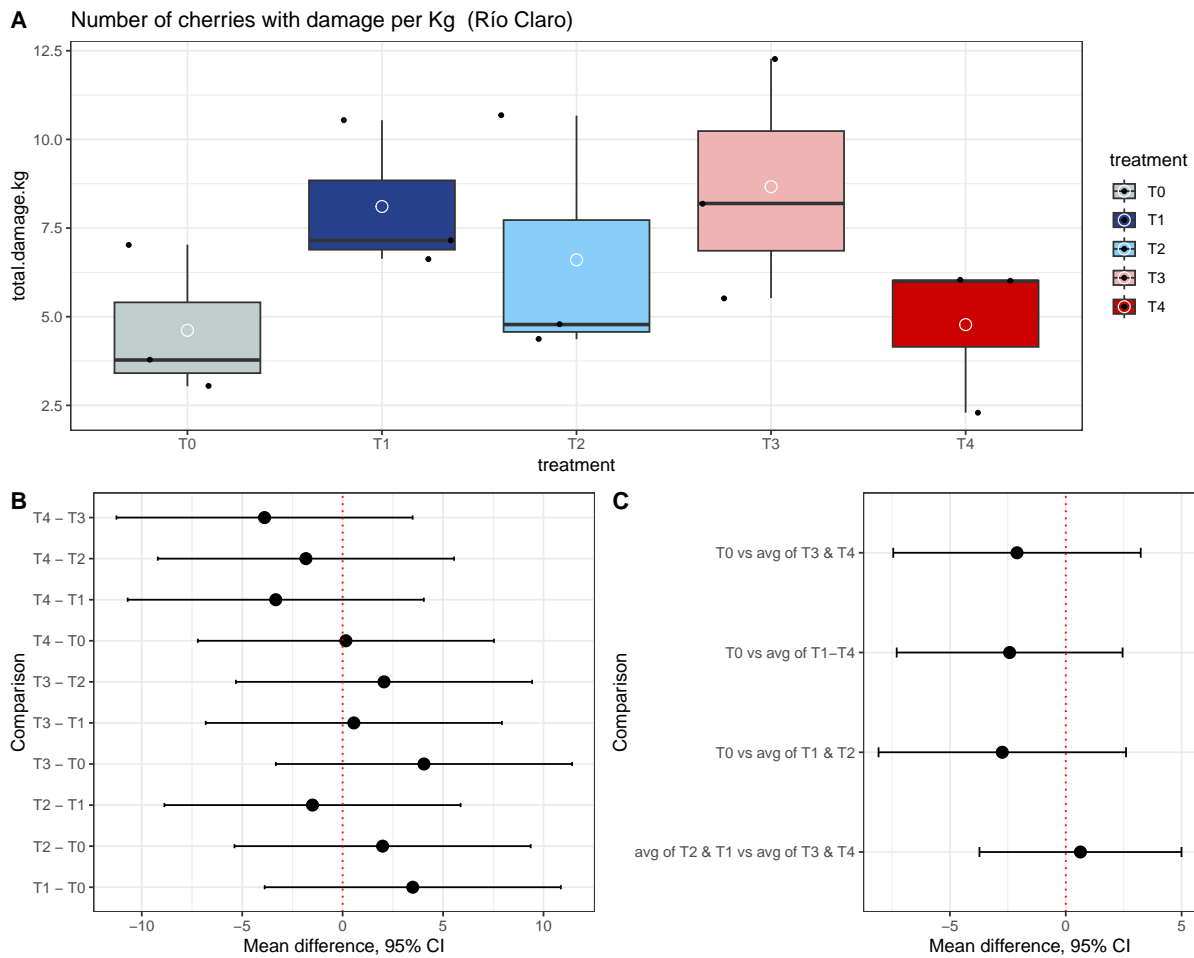 A
Number of cherries with damage per Kg (Río Claro)
12.5
10.0
7.5
5.0
2.5
total.damage.kg
T0
T1
T2
T3
T4
treatment
treatment
T0
T1
T2
T3
T4
B
Comparison
T4 − T3
T4 − T2
T4 − T1
T4 − T0
T3 − T2
T3 − T1
T3 − T0
T2 − T1
T2 − T0
T1 − T0
−10
−5
0
5
10
Mean difference, 95% CI
C
Comparison
T0 vs avg of T3 & T4
T0 vs avg of T1−T4
T0 vs avg of T1 & T2
avg of T2 & T1 vs avg of T3 & T4
−5
0
5
Mean difference, 95% CI